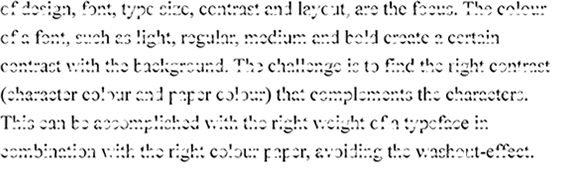 of design, font, type size, contrast and layout, are the focus. The colour
of a font, such as light, regular, medium and bold create a certain
contrast with the background. The challenge is to find the right contrast
(character colour and paper colour) that complements the characters.
This can be accomplished with the right weight of a typeface in
combination with the right colour paper, avoiding the washout-effect.